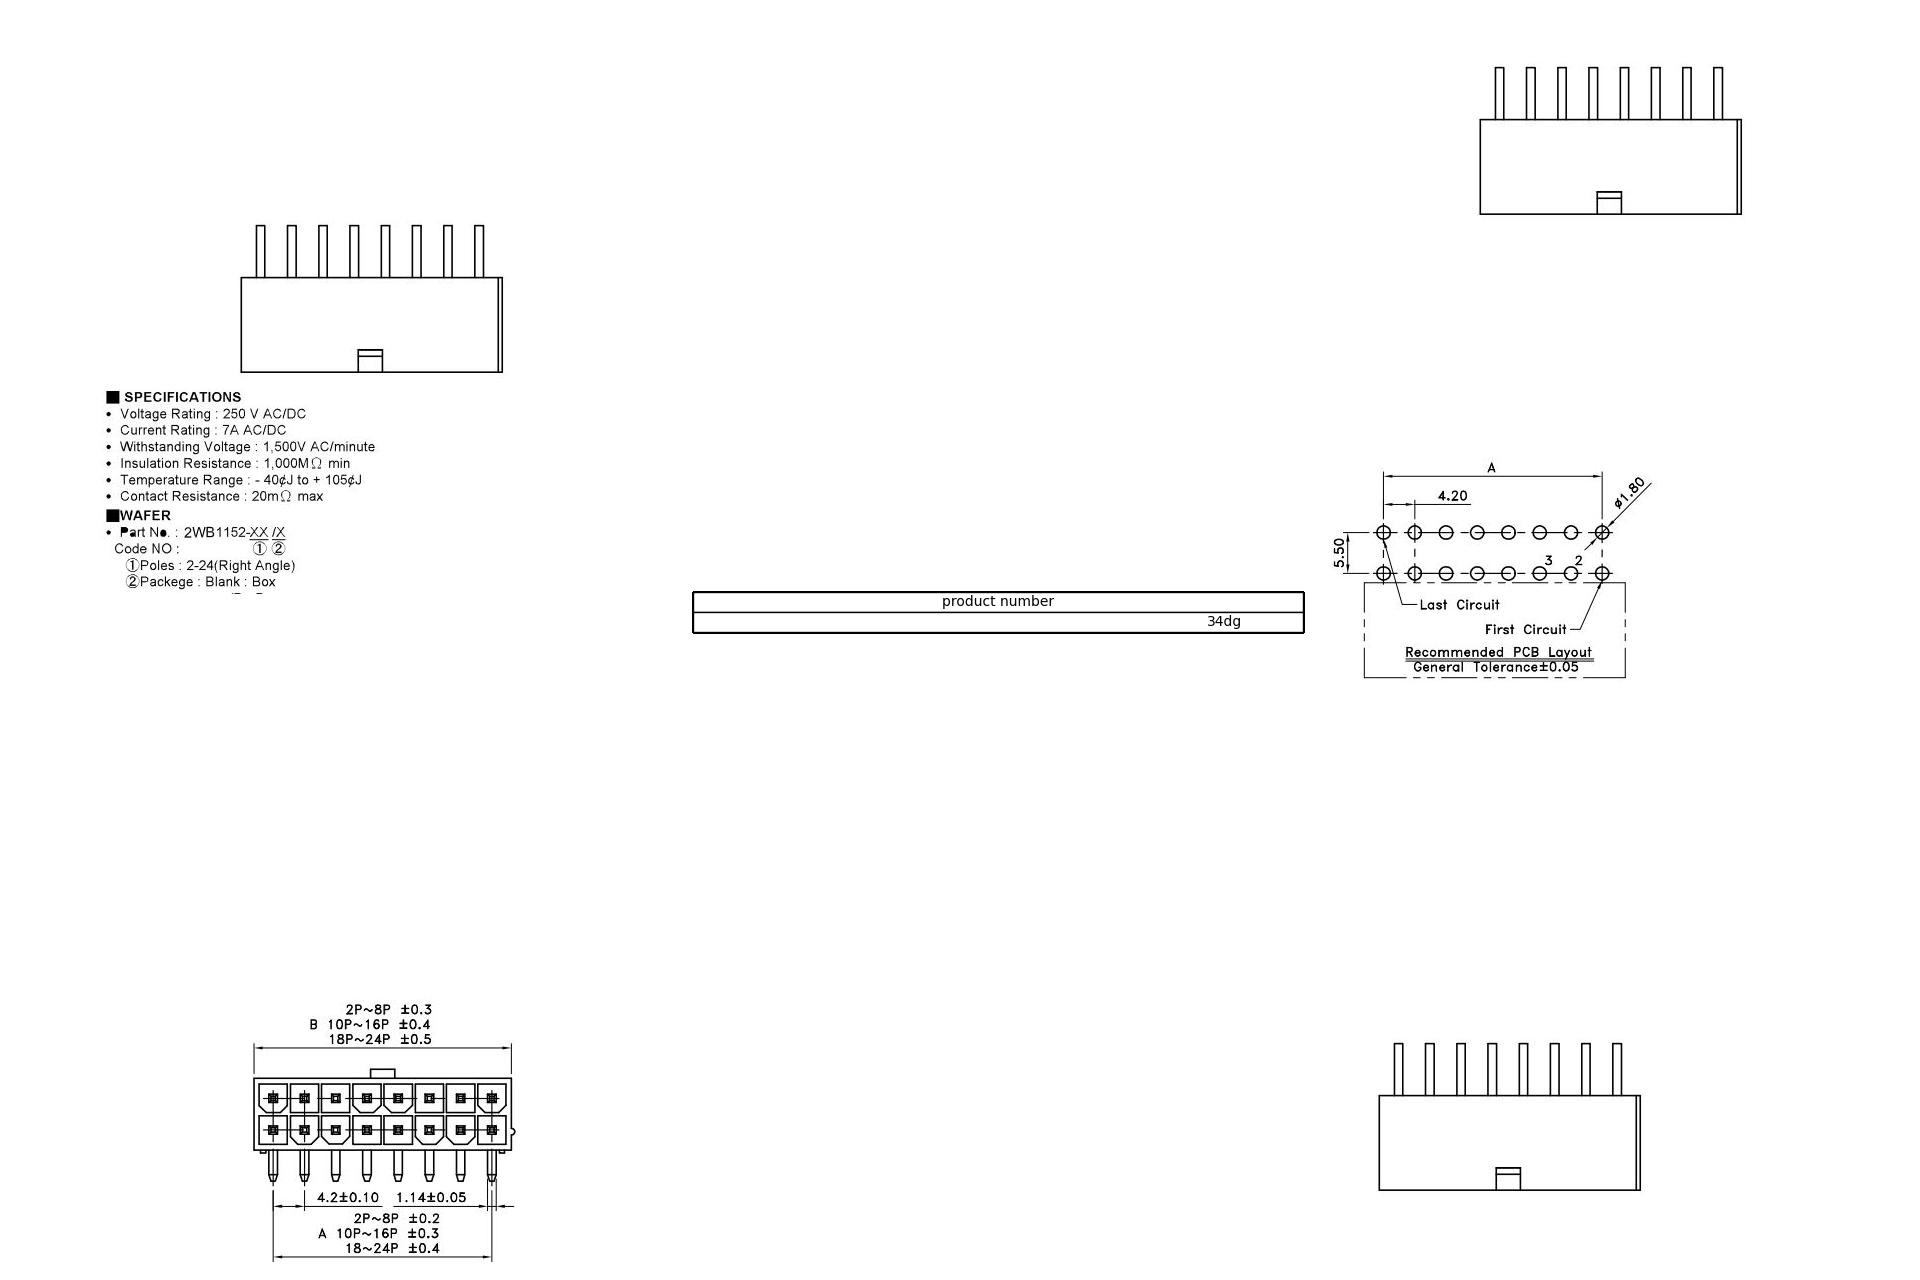 ■ SPECIFICATIONS
• Voltage Rating : 250 V AC/DC
• Current Rating : 7A AC/DC
• Withstanding Voltage : 1,500V AC/minute
• Insulation Resistance : 1,000MΩ min
• Temperature Range : - 40¢J to + 105¢J
• Contact Resistance : 20mΩ max
■WAFER
• Part No. : 2WB1152-XX /X
Code NO : ① ②
①Poles : 2-24(Right Angle)
②Packege : Blank : Box
product number
34dg
A
4.20
ø1.80
5.50
3 2
Last Circuit
First Circuit
Recommended PCB Layout
General Tolerance±0.05
2P~8P ±0.3
B 10P~16P ±0.4
18P~24P ±0.5
4.2±0.10 1.14±0.05
2P~8P ±0.2
A 10P~16P ±0.3
18~24P ±0.4